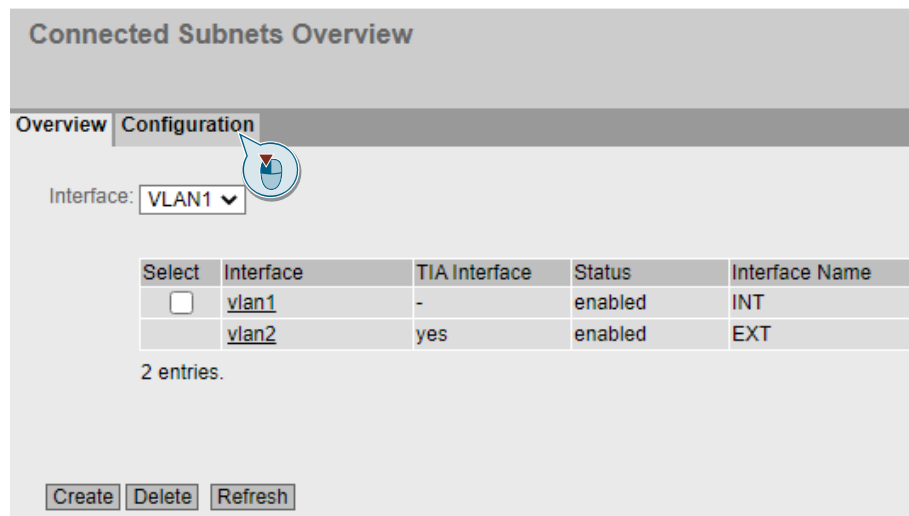 Connected Subnets Overview
Overview Configuration
Interface: VLAN1
Select Interface TIA Interface Status Interface Name
vlan1 - enabled INT
vlan2 yes enabled EXT
2 entries.
Create Delete Refresh